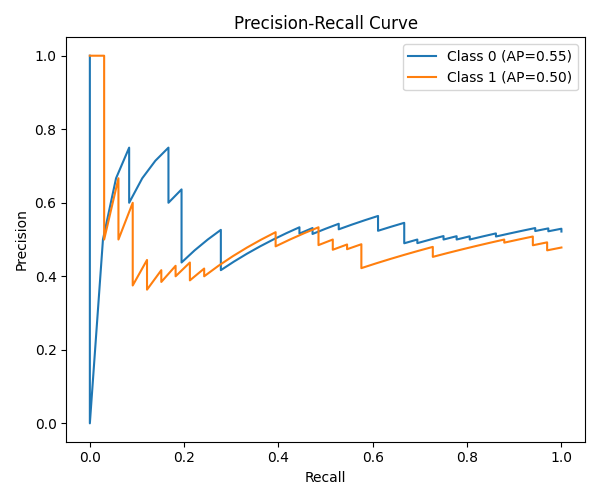 Precision-Recall Curve
Class 0 (AP=0.55)
Class 1 (AP=0.50)
Precision
1.0
0.8
0.6
0.4
0.2
0.0
0.0 0.2 0.4 0.6 0.8 1.0
Recall